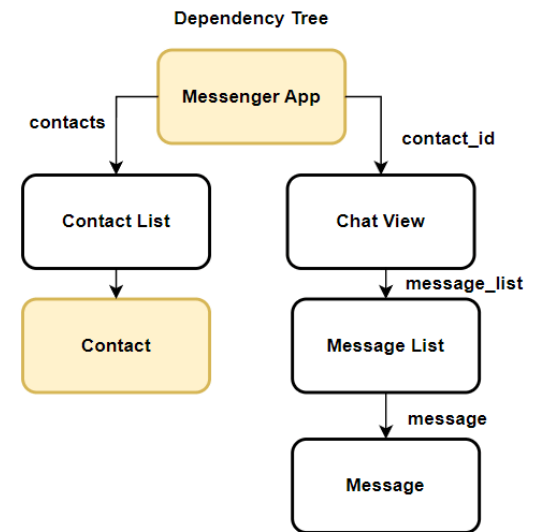 Dependency Tree
Messenger App
contacts
contact_id
Contact List
Chat View
message_list
Contact
Message List
message
Message